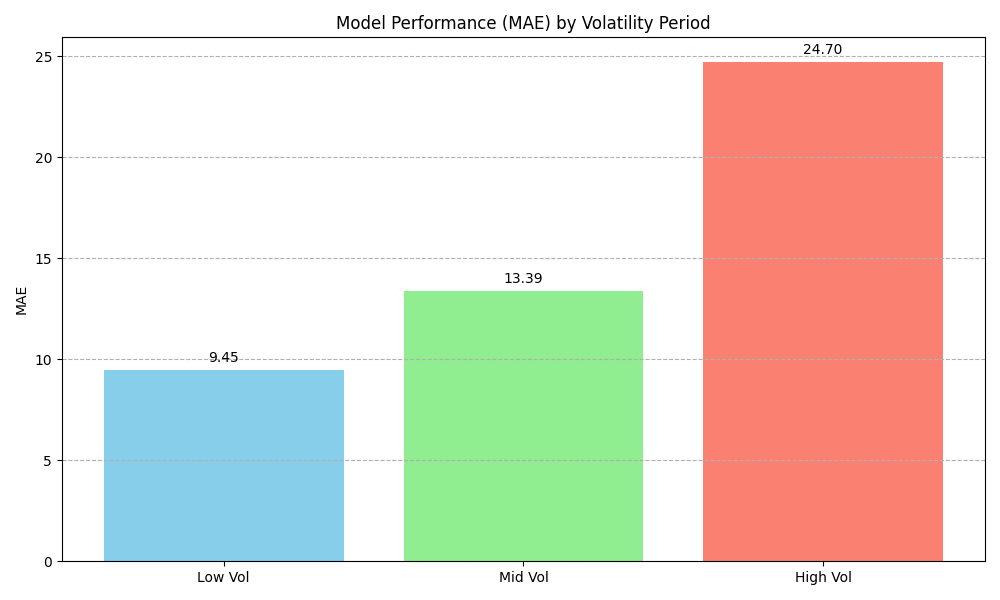 Model Performance (MAE) by Volatility Period
MAE
25
20
15
10
5
0
24.70
13.39
9.45
Low Vol
Mid Vol
High Vol